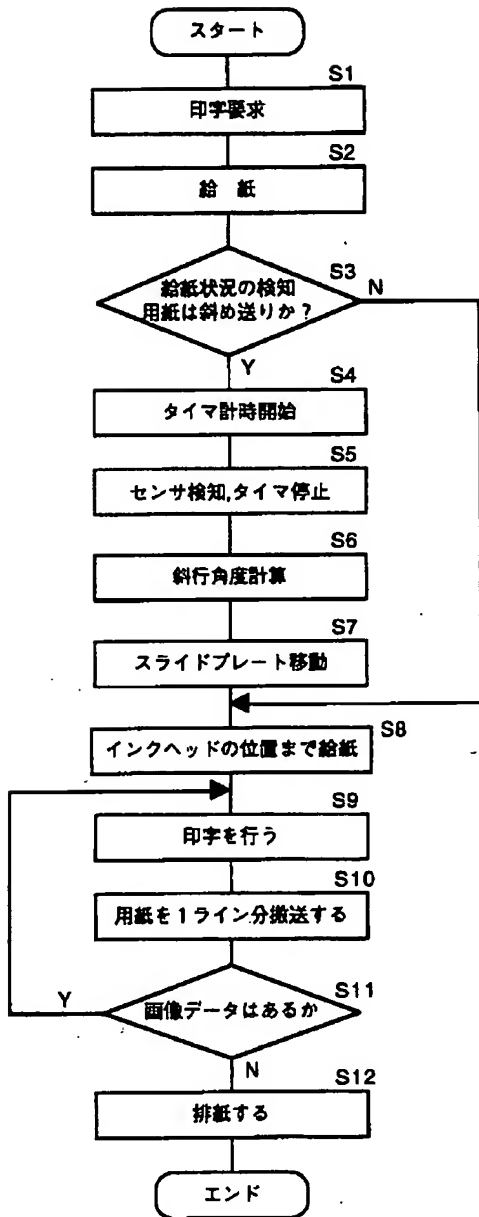 スタート
S1
印字要求
S2
給 紙
S3
給紙状況の検知
用紙は斜め送りか？
N
Y
S4
タイマ計時開始
S5
センサ検知,タイマ停止
S6
斜行角度計算
S7
スライドプレート移動
S8
インクヘッドの位置まで給紙
S9
印字を行う
S10
用紙を1ライン分搬送する
S11
画像データはあるか
Y
N
S12
排紙する
エンド